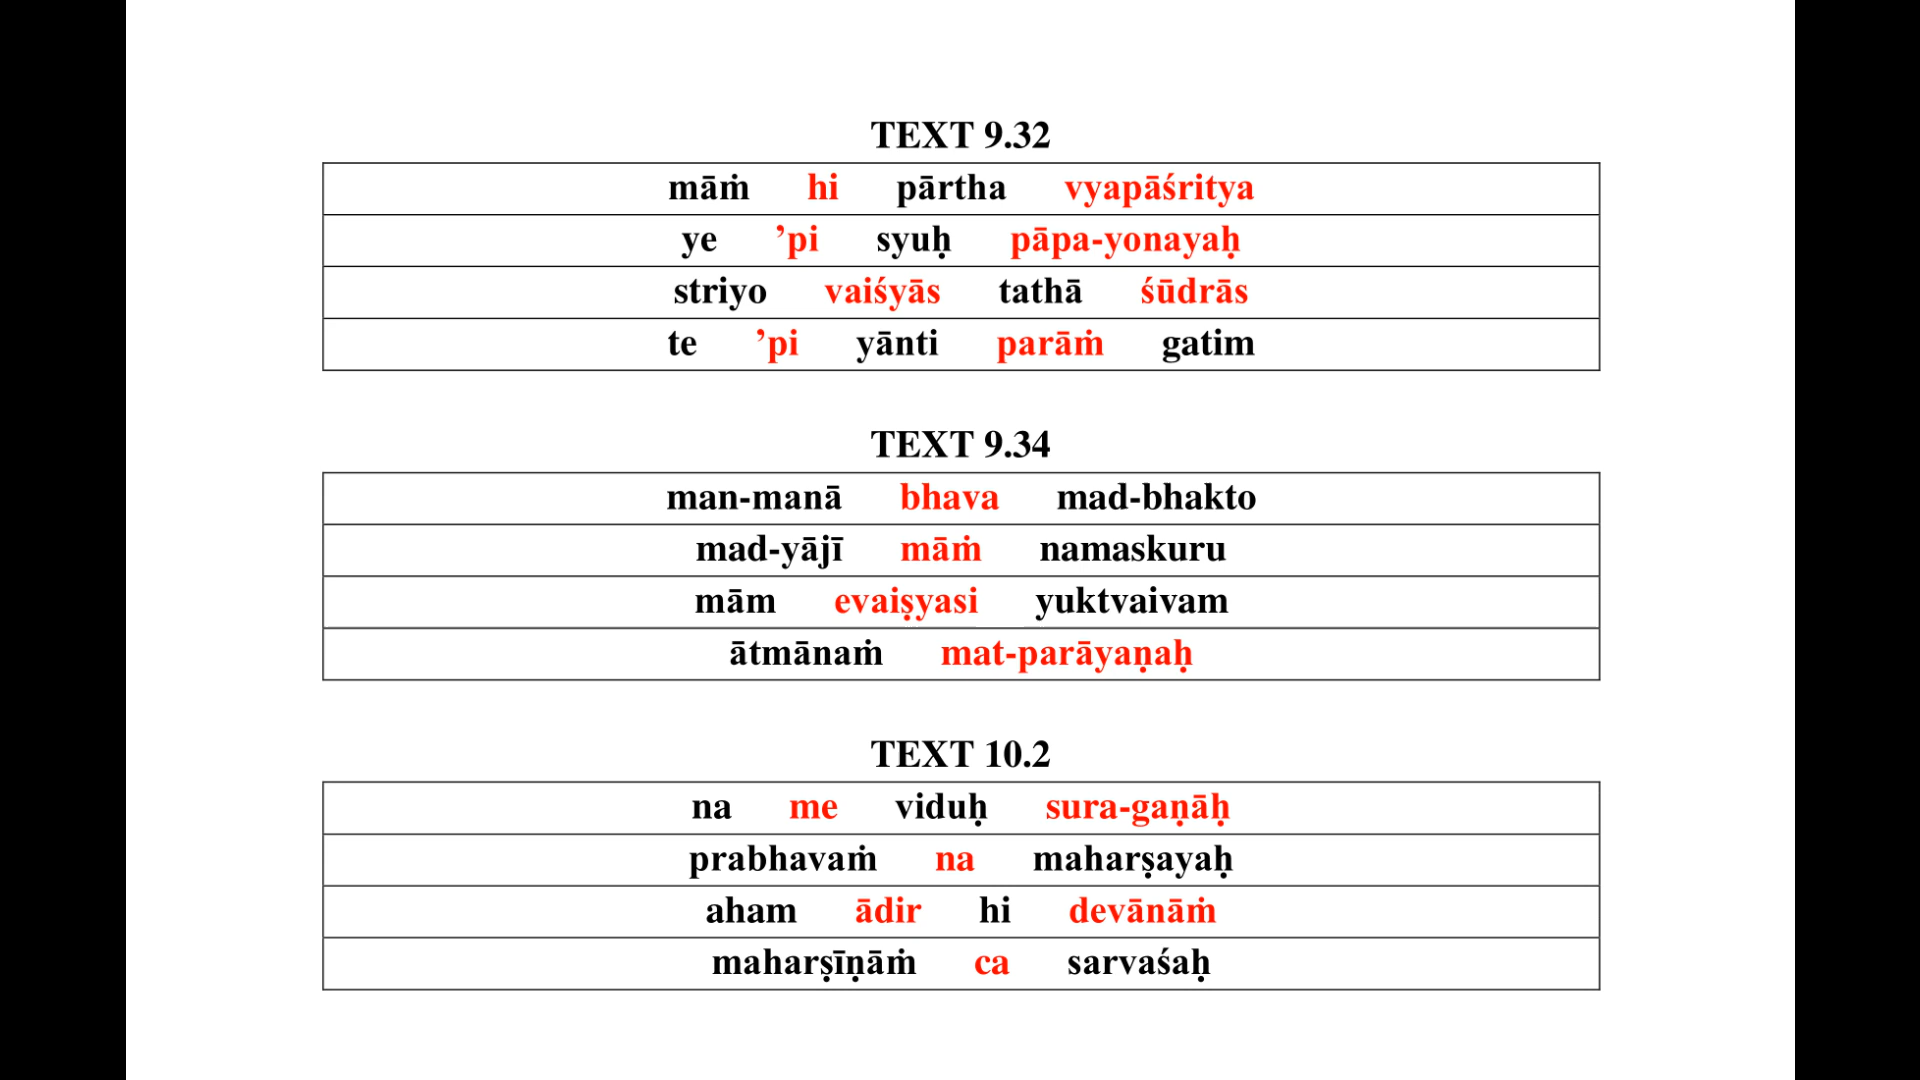 TEXT 9.32
māṁ hi pārtha vyapāśritya
ye ’pi syuḥ pāpa-yonayaḥ
striyo vaiśyās tathā śūdrās
te ’pi yānti parāṁ gatim
TEXT 9.34
man-manā bhava mad-bhakto
mad-yājī māṁ namaskuru
mām evaiṣyasi yuktvaivam
ātmānaṁ mat-parāyaṇaḥ
TEXT 10.2
na me viduḥ sura-gaṇāḥ
prabhavaṁ na maharṣayaḥ
aham ādir hi devānāṁ
maharṣīṇāṁ ca sarvaśaḥ